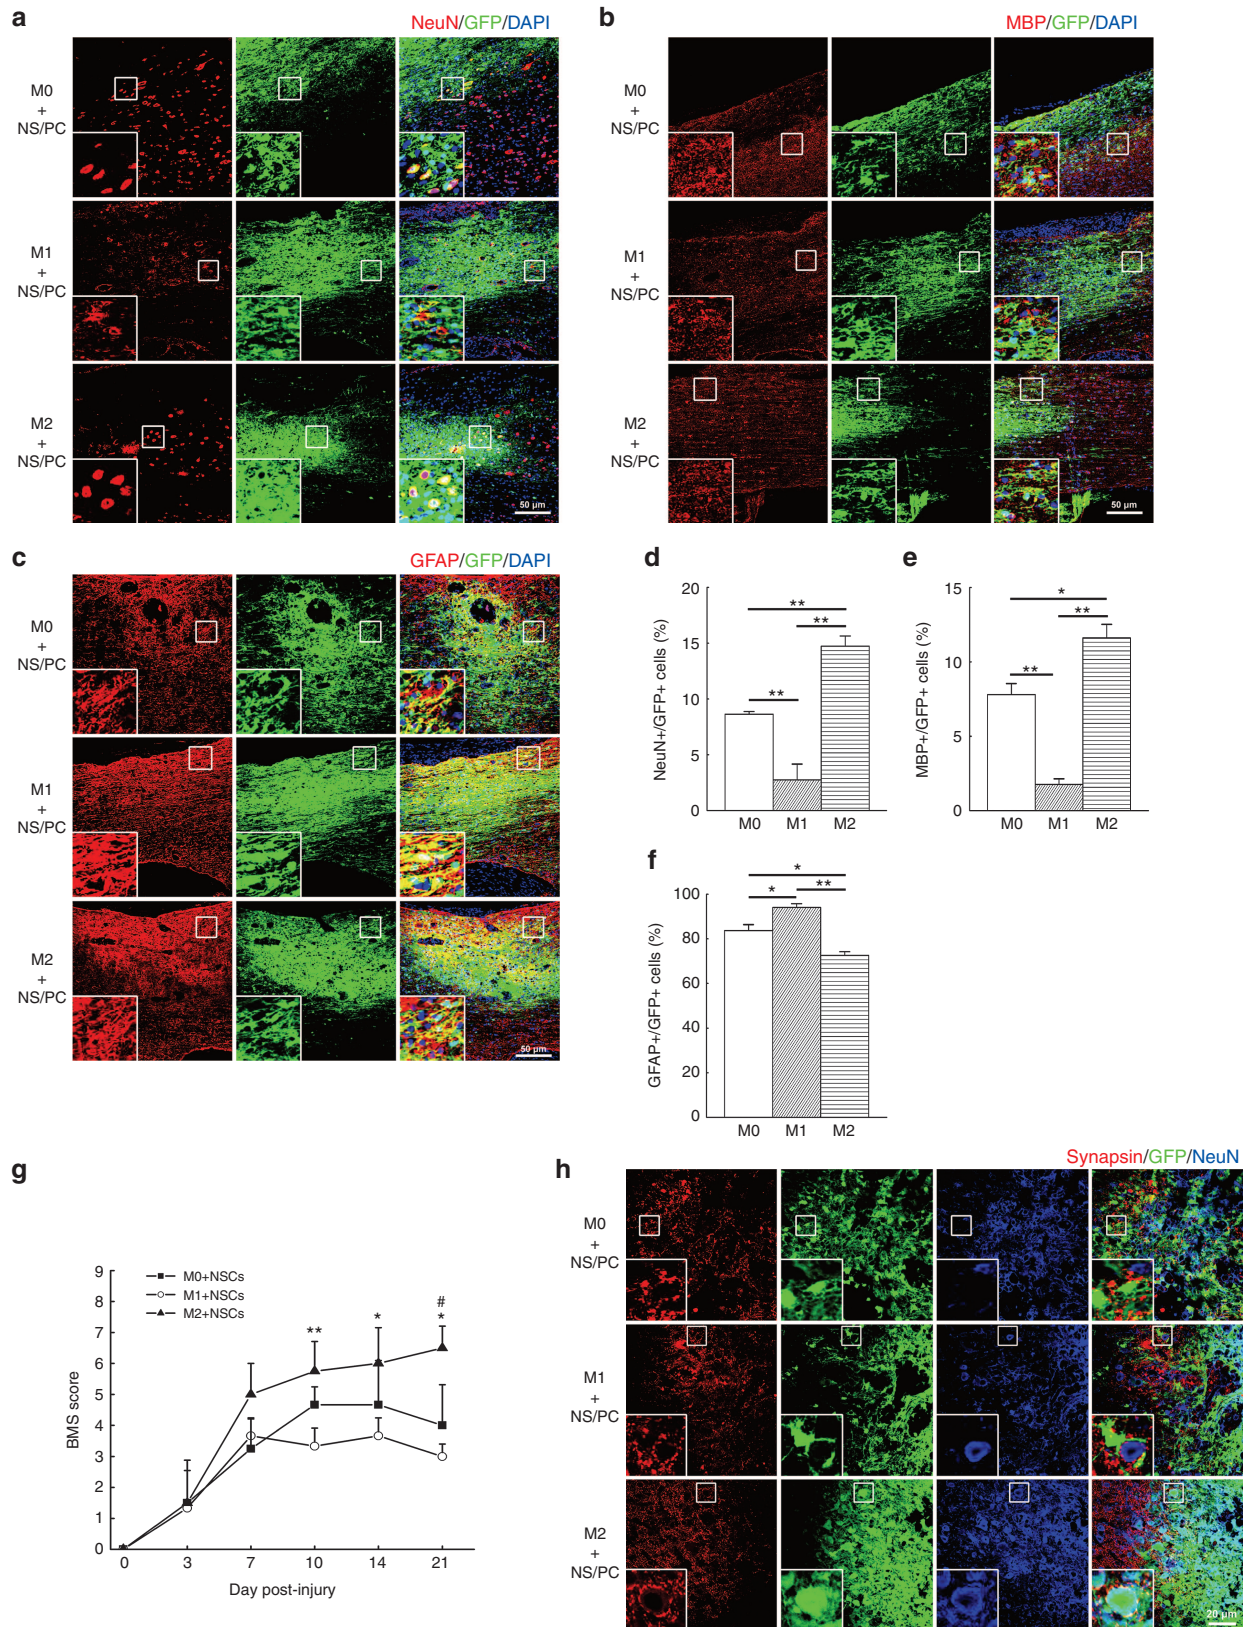 a
NeuN/GFP/DAPI
M0
+
NS/PC
M1
+
NS/PC
M2
+
NS/PC
50 µm
b
MBP/GFP/DAPI
M0
+
NS/PC
M1
+
NS/PC
M2
+
NS/PC
50 µm
c
GFAP/GFP/DAPI
M0
+
NS/PC
M1
+
NS/PC
M2
+
NS/PC
50 µm
d
NeuN+/GFP+ cells (%)
20
15
10
5
0
**
**
**
M0 M1 M2
e
MBP+/GFP+ cells (%)
15
10
5
0
*
**
**
M0 M1 M2
f
GFAP+/GFP+ cells (%)
100
80
60
40
20
0
*
* **
M0 M1 M2
g
BMS score
9
8
7
6
5
4
3
2
1
0
M0+NSCs
M1+NSCs
M2+NSCs
#
** * *
0 3 7 10 14 21
Day post-injury
h
Synapsin/GFP/NeuN
M0
+
NS/PC
M1
+
NS/PC
M2
+
NS/PC
20 µm